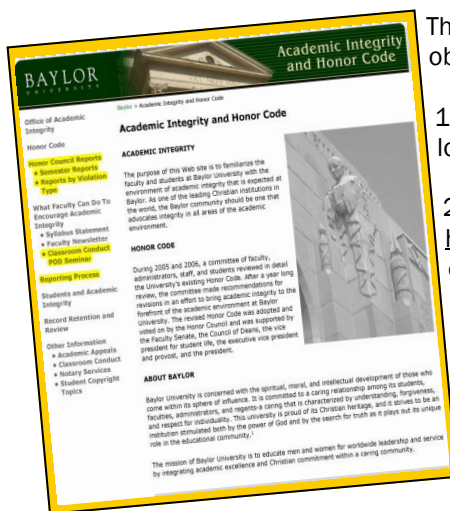 Academic Integrity
and Honor Code
BAYLOR
UNIVERSITY
Baylor > Academic Integrity and Honor Code
Office of Academic
Integrity
Honor Code
Honor Council Reports
• Semester Reports
• Reports by Violation
Type
What Faculty Can Do To
Encourage Academic
Integrity
• Syllabus Statement
• Faculty Newsletter
• Classroom Conduct
POD Seminar
Reporting Process
Students and Academic
Integrity
Record Retention and
Review
Other Information
• Academic Appeals
• Classroom Conduct
• Notary Services
• Student Copyright
Topics
Academic Integrity and Honor Code
ACADEMIC INTEGRITY
The purpose of this Web site is to familiarize the
faculty and students at Baylor University with the
environment of academic integrity that is expected at
Baylor. As one of the leading Christian institutions in
the world, the Baylor community should be one that
advocates integrity in all areas of the academic
environment.
HONOR CODE
During 2005 and 2006, a committee of faculty,
administrators, staff, and students reviewed in detail
the University's existing Honor Code. After a year long
review, the committee made recommendations for
revisions in an effort to bring academic integrity to the
forefront of the academic environment at Baylor
University. The revised Honor Code was adopted and
voted on by the Honor Council and was supported by
the Faculty Senate, the Council of Deans, the vice
president for student life, the executive vice president
and provost, and the president.
ABOUT BAYLOR
Baylor University is concerned with the spiritual, moral, and intellectual development of those who
come within its sphere of influence. It is committed to a caring relationship among its students,
faculties, administrators, and regents-a caring that is characterized by understanding, forgiveness,
and respect for individuality. This university is proud of its Christian heritage, and it strives to be an
institution stimulated both by the power of God and by the search for truth as it plays out its unique
role in the educational community.¹
The mission of Baylor University is to educate men and women for worldwide leadership and service
by integrating academic excellence and Christian commitment within a caring community.
Th
ob
1
lo
2
h